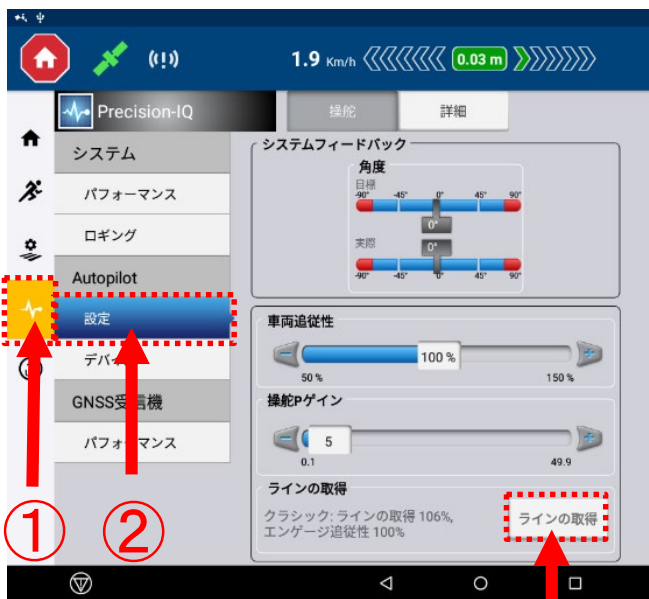 1.9 Km/h 0.03 m
Precision-IQ
操舵
詳細
システム
パフォーマンス
ロギング
Autopilot
設定
GNSS受信機
パフォーマンス
システムフィードバック
角度
目標
-90° -45° 0° 45° 90°
0°
実際
0°
-90° -45° 0° 45° 90°
車両追従性
100 %
50 %
150 %
操舵Pゲイン
5
0.1
49.9
ラインの取得
クラシック: ラインの取得 106%,
エンゲージ追従性 100%
ラインの取得
①
②